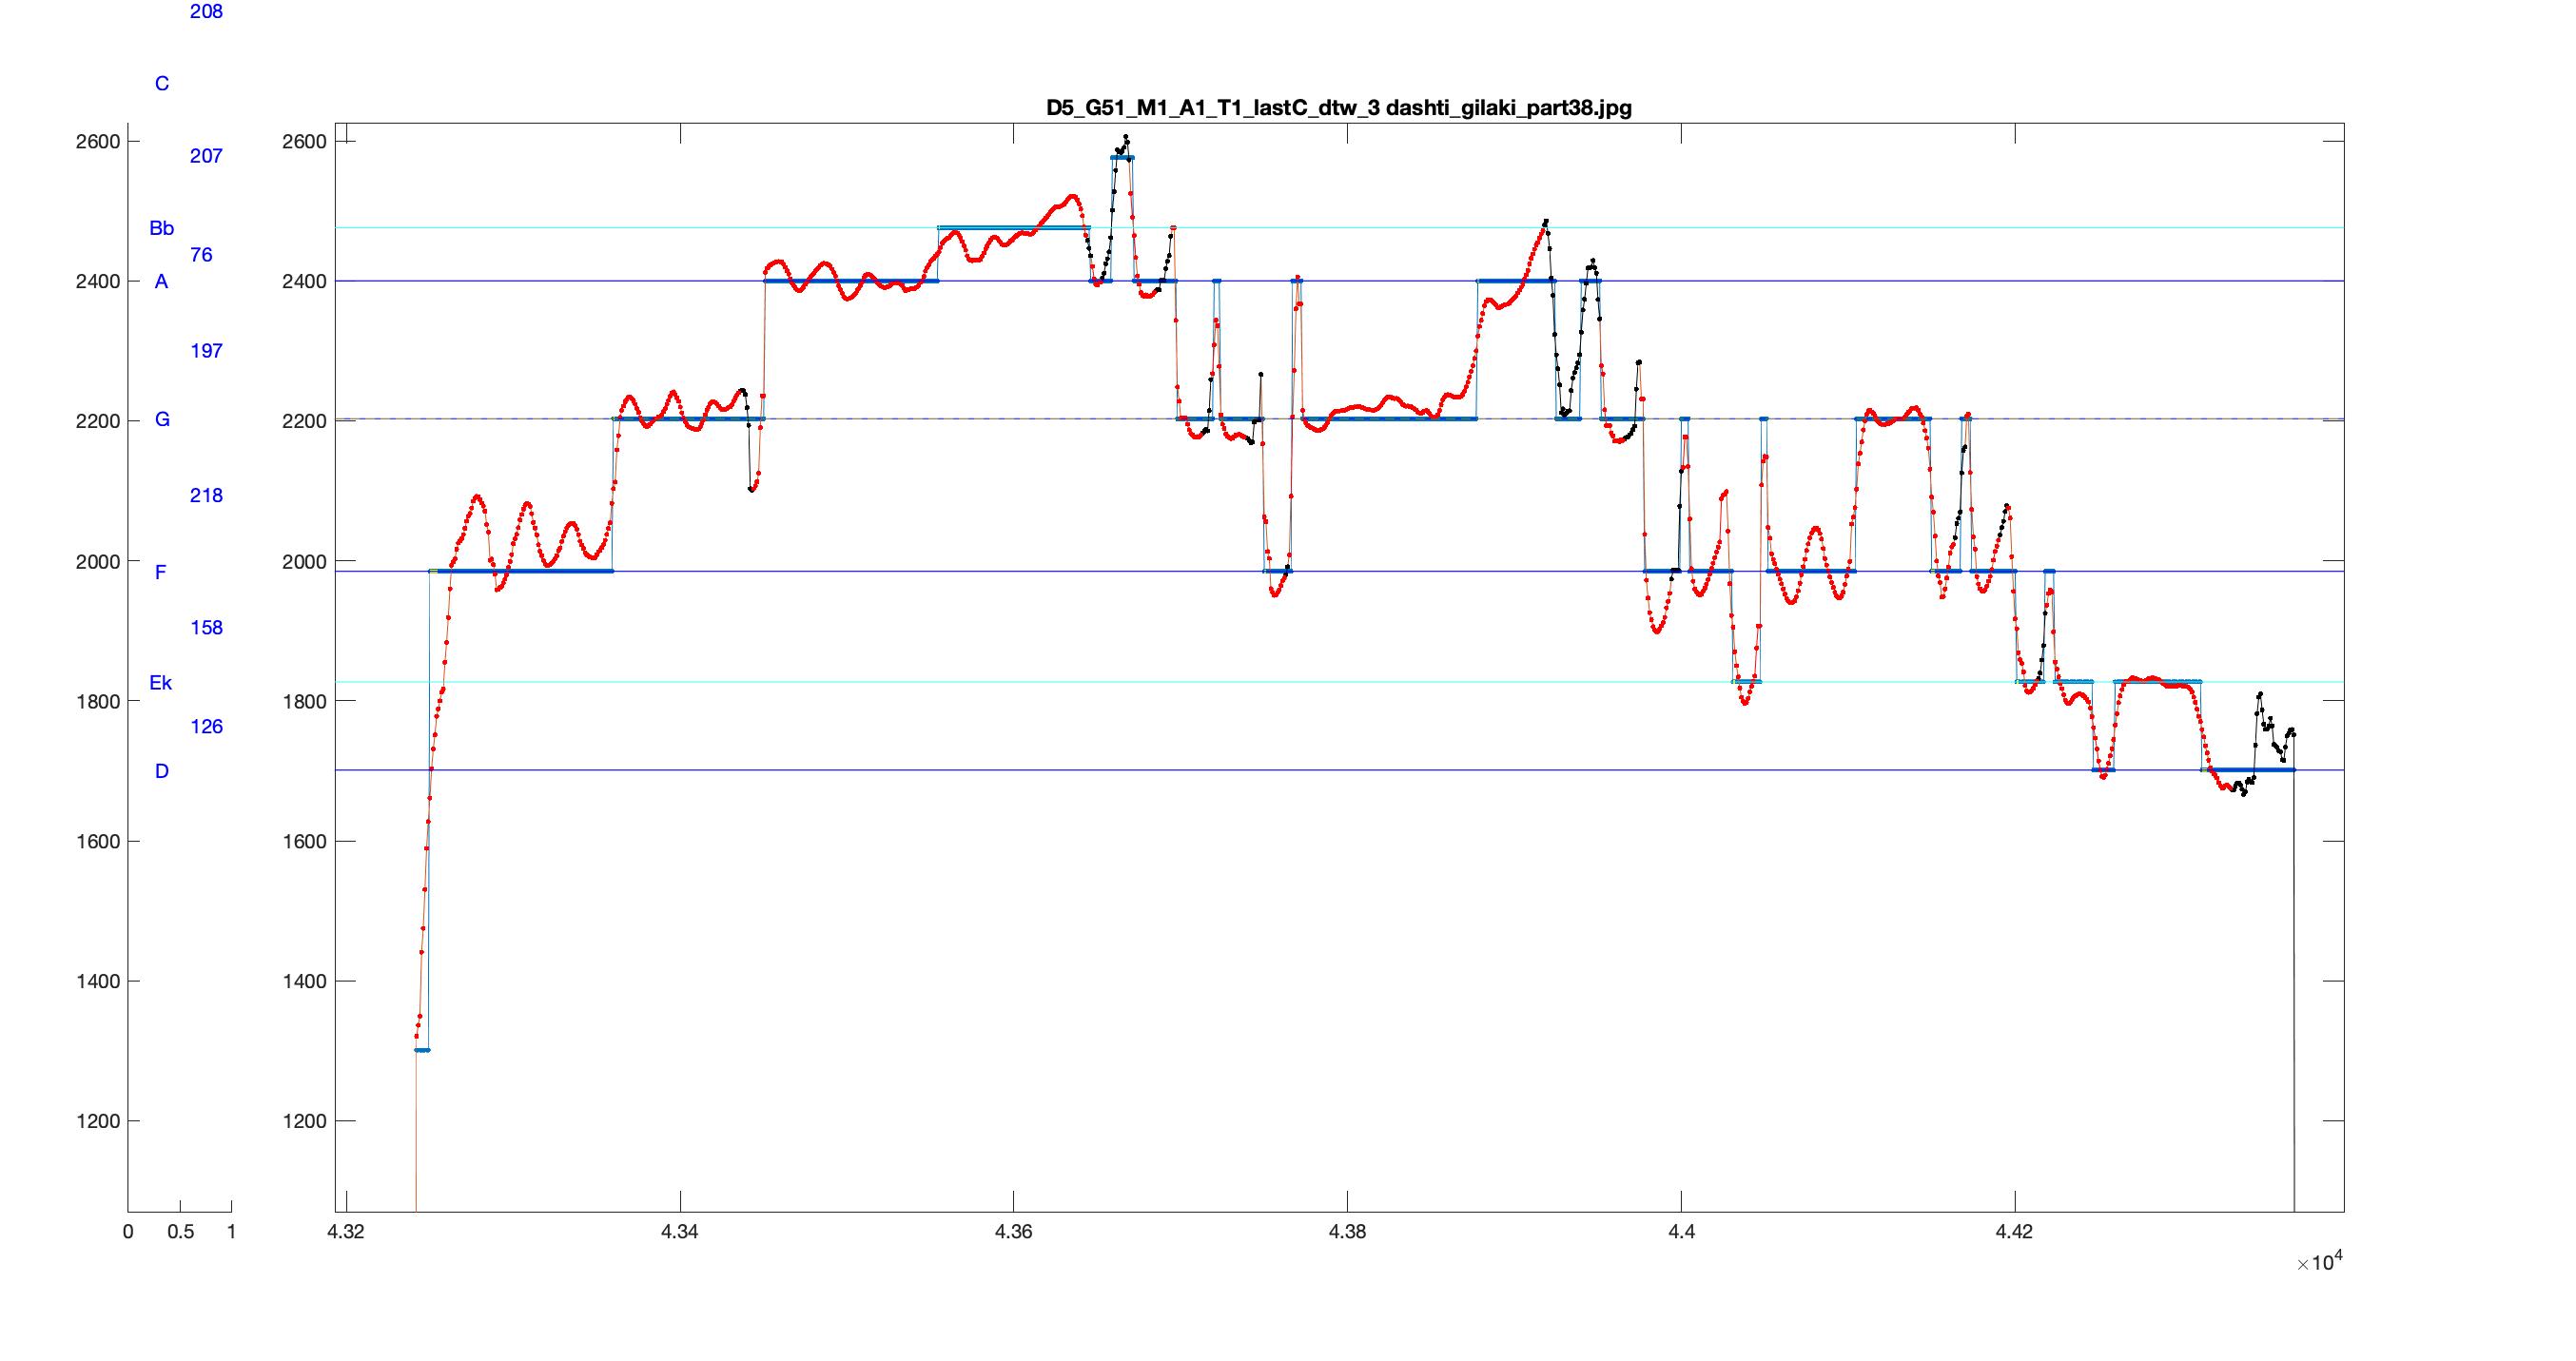 208
C
D5_G51_M1_A1_T1_lastC_dtw_3 dashti_gilaki_part38.jpg
2600 207 2600
Bb
76
2400 A 2400
197
2200 G 2200
218
2000 F 2000
158
1800 Ek 1800
126
D
1600 1600
1400 1400
1200 1200
0 0.5 1 4.32 4.34 4.36 4.38 4.4 4.42
×10^4